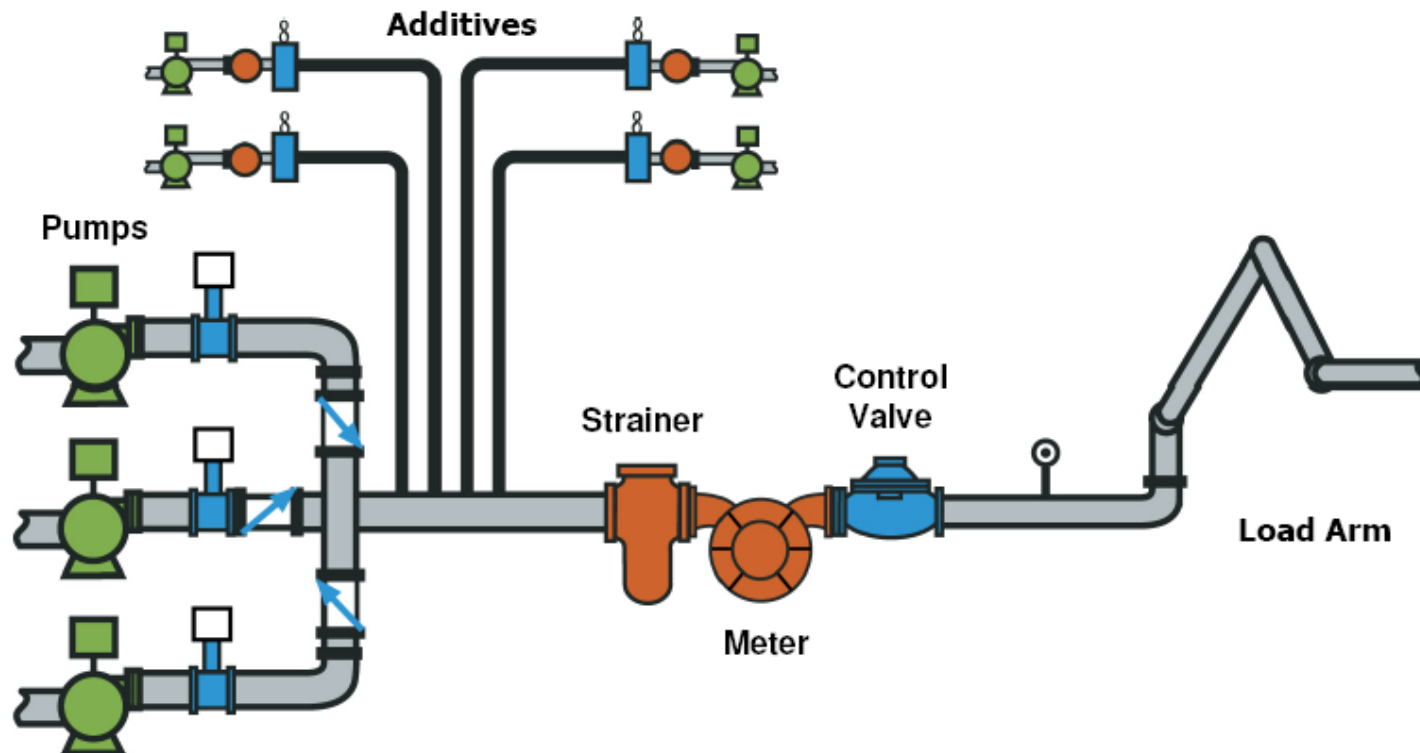 Additives
Pumps
Strainer
Control
Valve
Meter
Load Arm